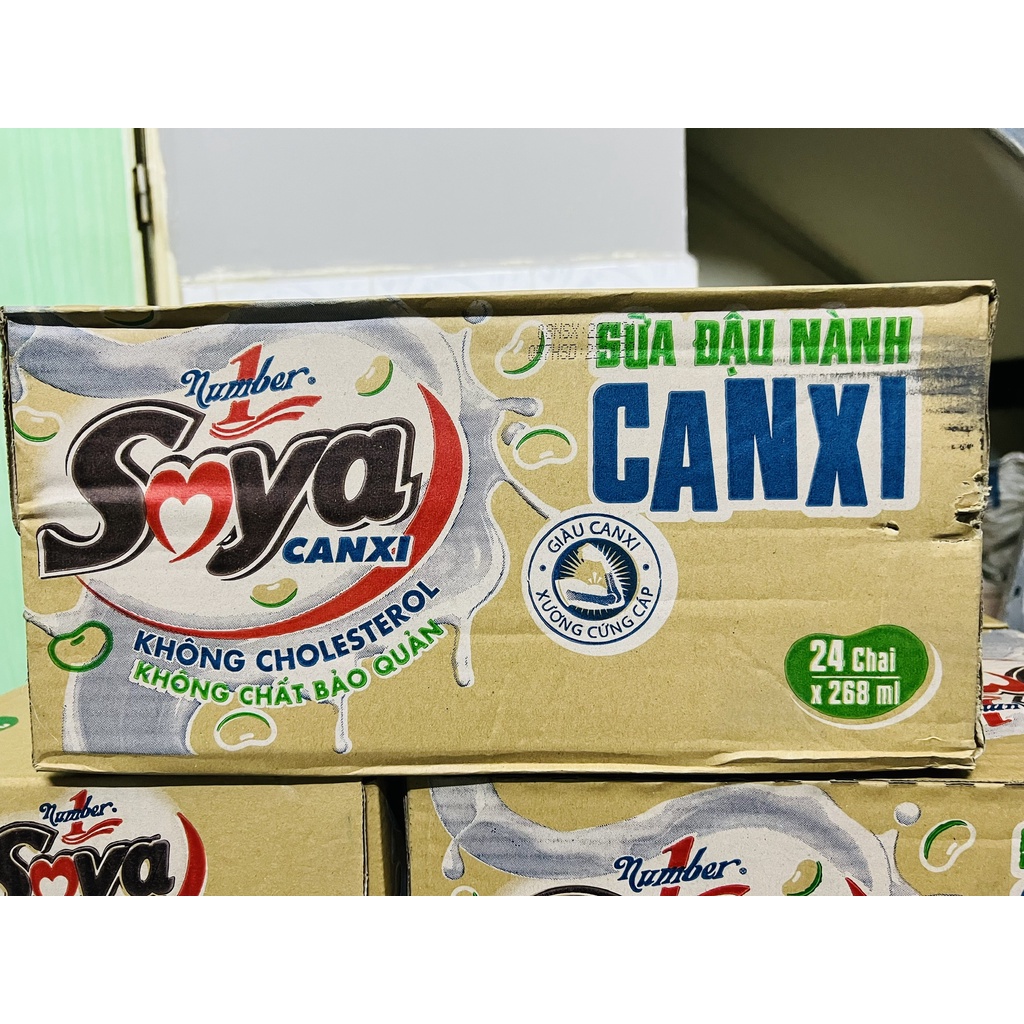 Number 1
Soya
CANXI
KHÔNG CHOLESTEROL
KHÔNG CHẤT BẢO QUẢN
SỮA ĐẬU NÀNH
CANXI
GIÀU CANXI
XƯƠNG CỨNG CÁP
24 Chai
x 268 ml
Number 1
Soya
Number 1